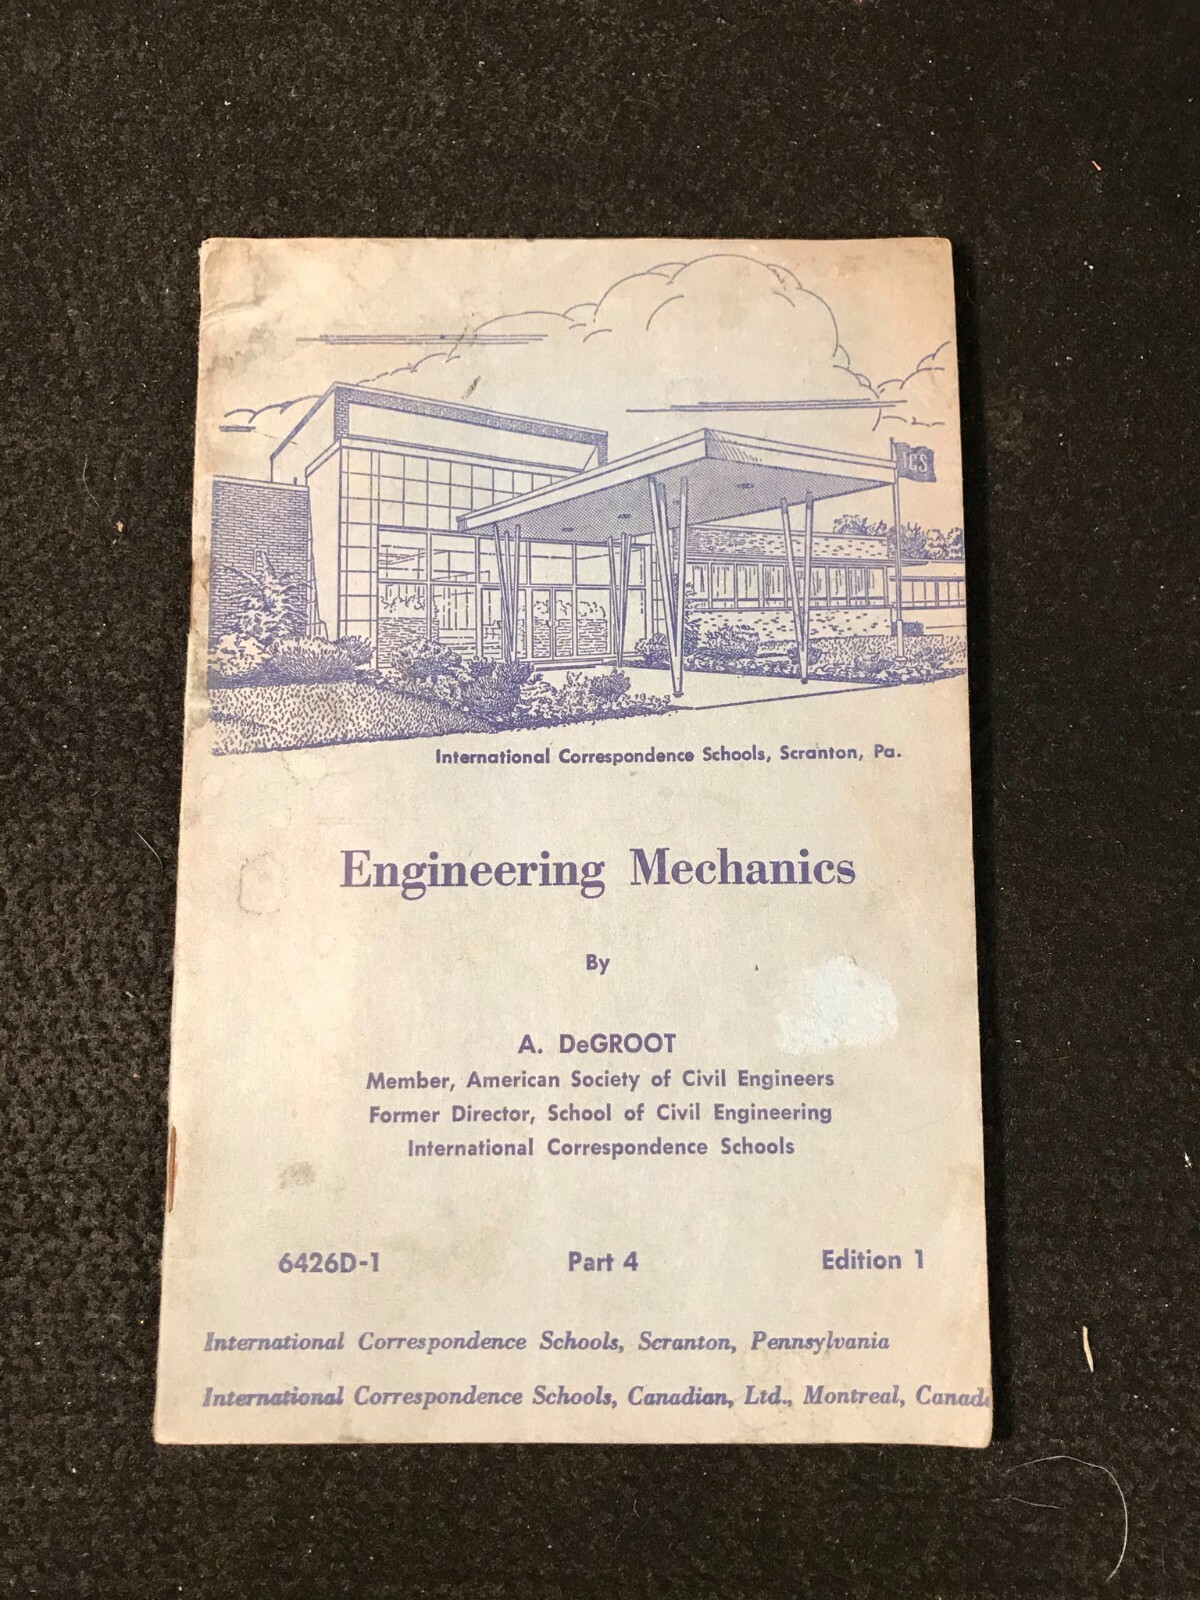 ICS
International Correspondence Schools, Scranton, Pa.
Engineering Mechanics
By
A. DeGROOT
Member, American Society of Civil Engineers
Former Director, School of Civil Engineering
International Correspondence Schools
6426D-1 Part 4 Edition 1
International Correspondence Schools, Scranton, Pennsylvania
International Correspondence Schools, Canadian, Ltd., Montreal, Canada